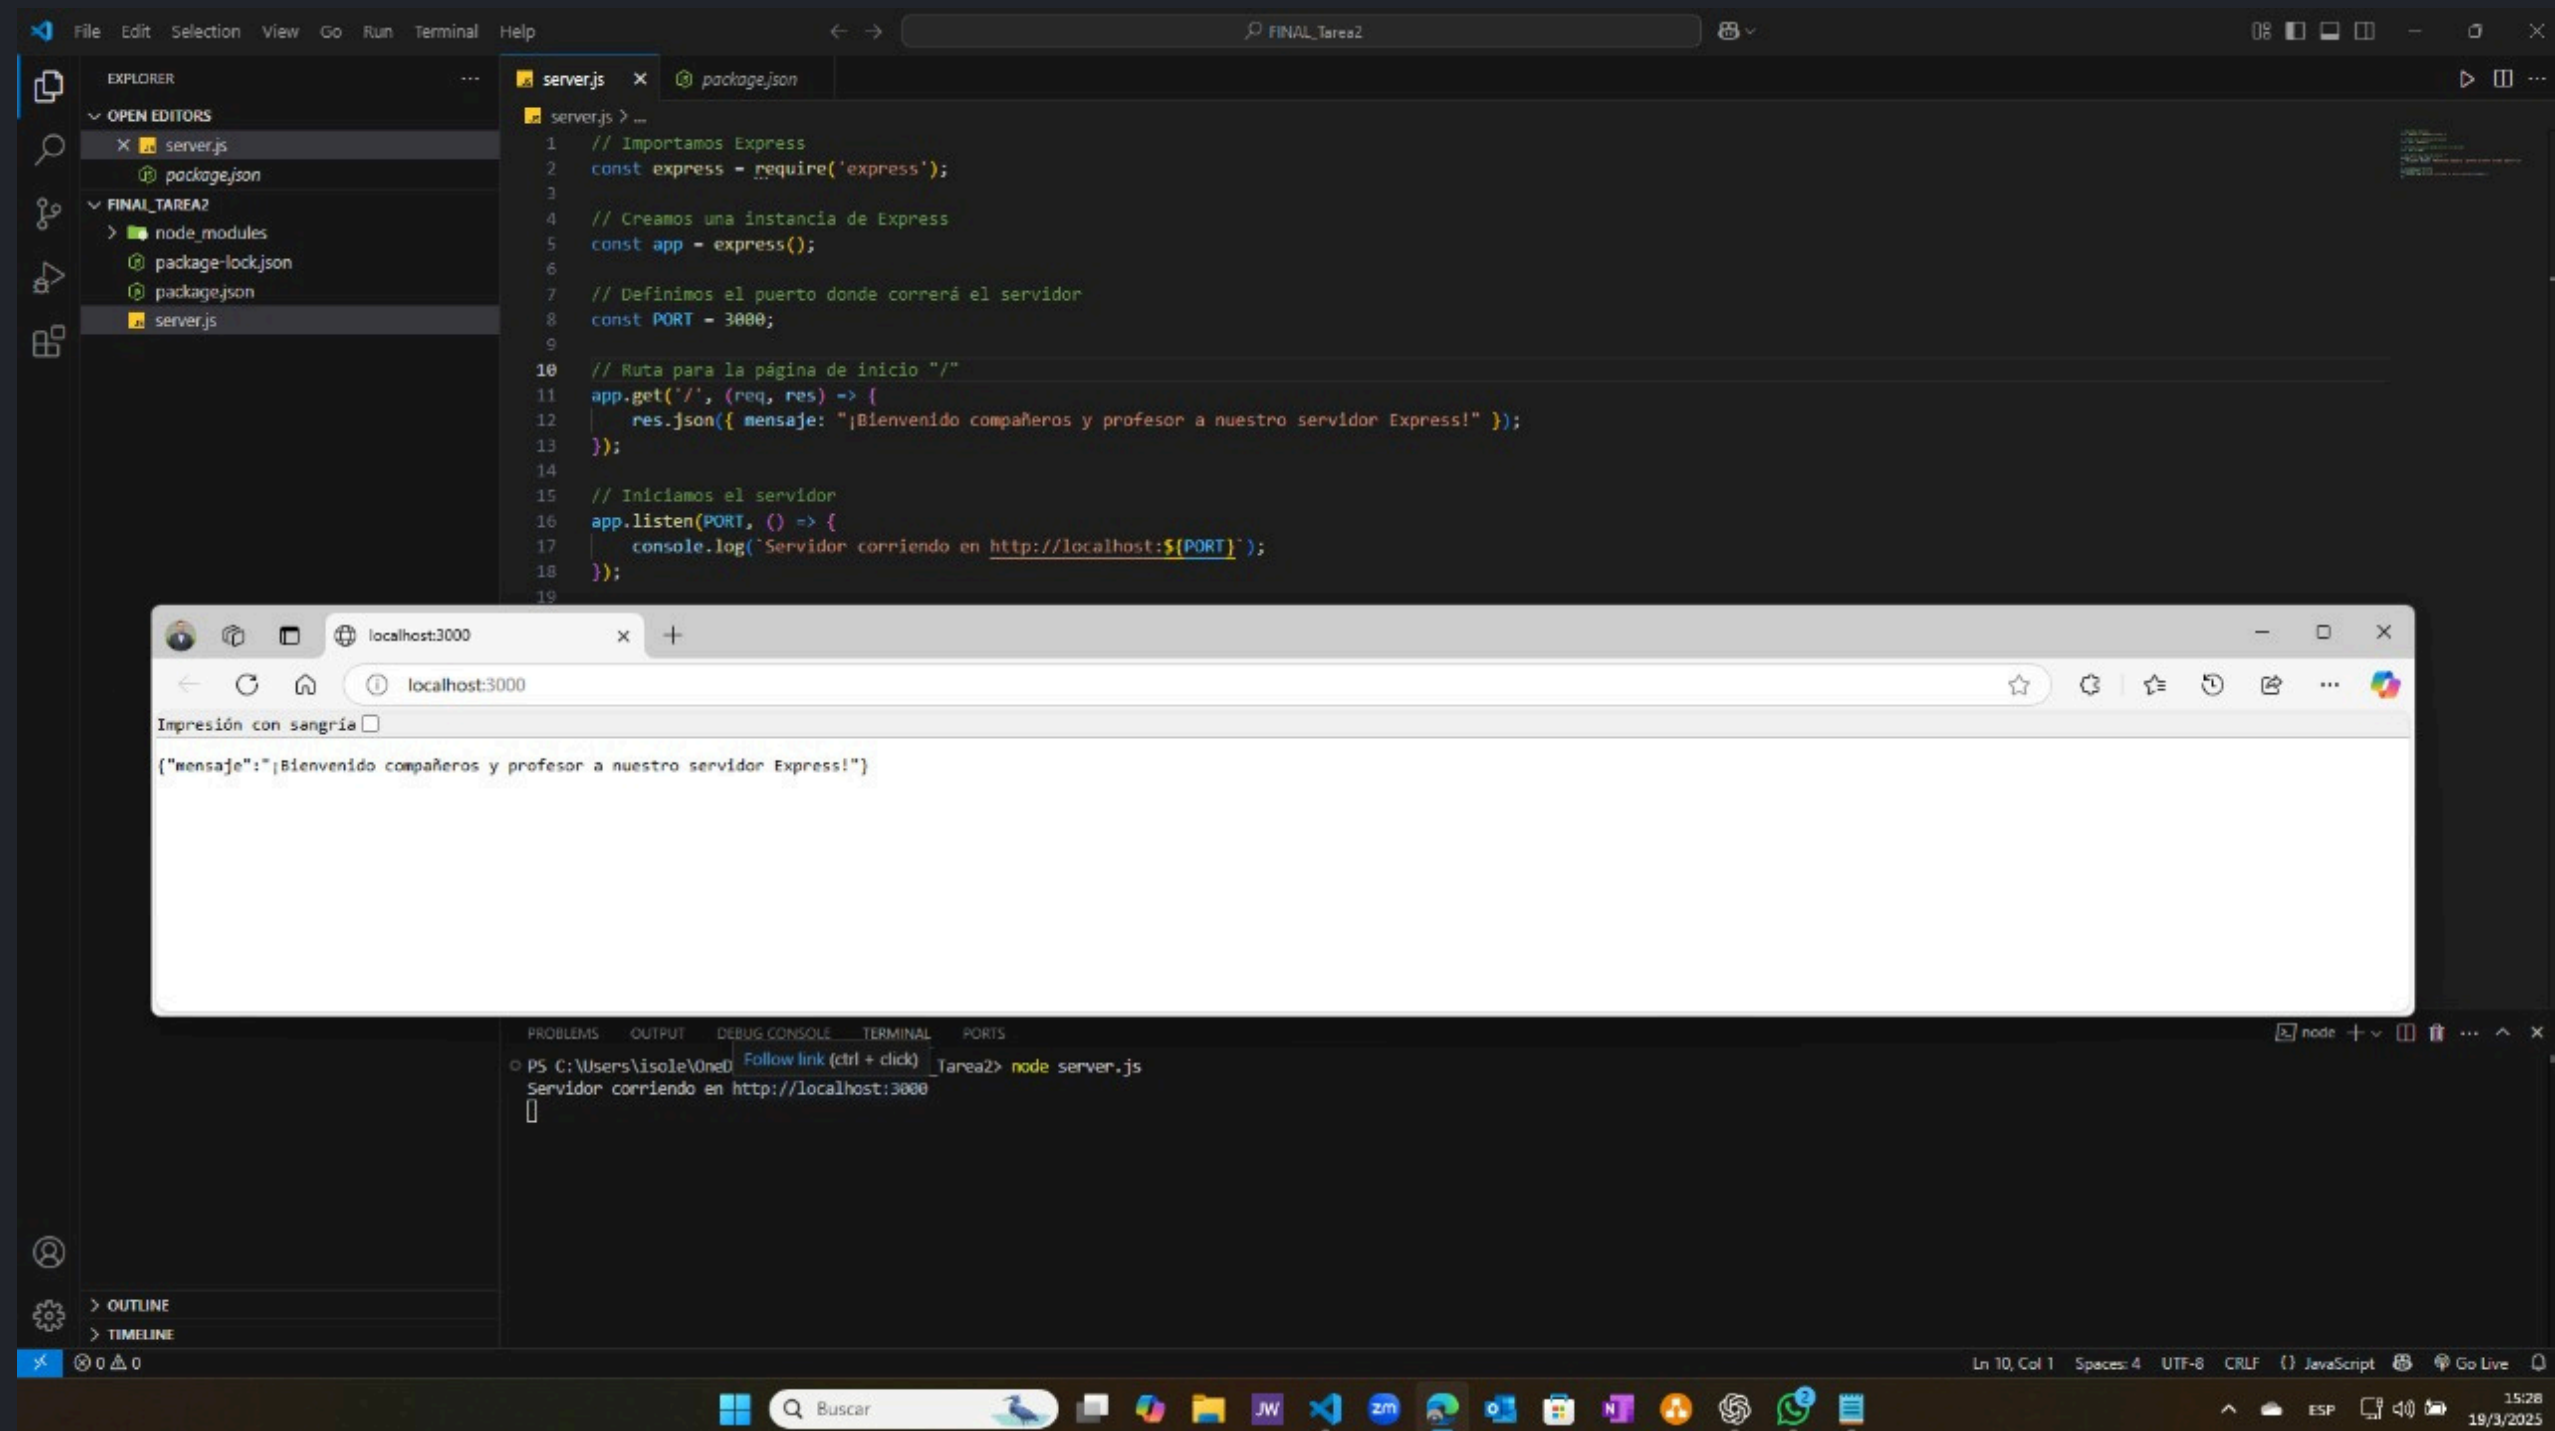 File Edit Selection View Go Run Terminal Help
FINAL_Tarea2
EXPLORER
OPEN EDITORS
server.js
package.json
FINAL_TAREA2
node_modules
package-lock.json
package.json
server.js
OUTLINE
TIMELINE
server.js package.json
server.js > ...
1 // Importamos Express
2 const express = require('express');
3
4 // Creamos una instancia de Express
5 const app = express();
6
7 // Definimos el puerto donde correrá el servidor
8 const PORT = 3000;
9
10 // Ruta para la página de inicio "/"
11 app.get('/', (req, res) => {
12 res.json({ mensaje: "¡Bienvenido compañeros y profesor a nuestro servidor Express!" });
13 });
14
15 // Iniciamos el servidor
16 app.listen(PORT, () => {
17 console.log(`Servidor corriendo en http://localhost:${PORT}`);
18 });
19
localhost:3000
localhost:3000
Impresión con sangría
{"mensaje":"¡Bienvenido compañeros y profesor a nuestro servidor Express!"}
PROBLEMS OUTPUT DEBUG CONSOLE TERMINAL PORTS
node
Follow link (ctrl + click)
PS C:\Users\isole\OneD _Tarea2> node server.js
Servidor corriendo en http://localhost:3000
0 0
Ln 10, Col 1 Spaces: 4 UTF-8 CRLF {} JavaScript Go Live
Buscar
JW
zm
N
2
ESP
15:28
19/3/2025